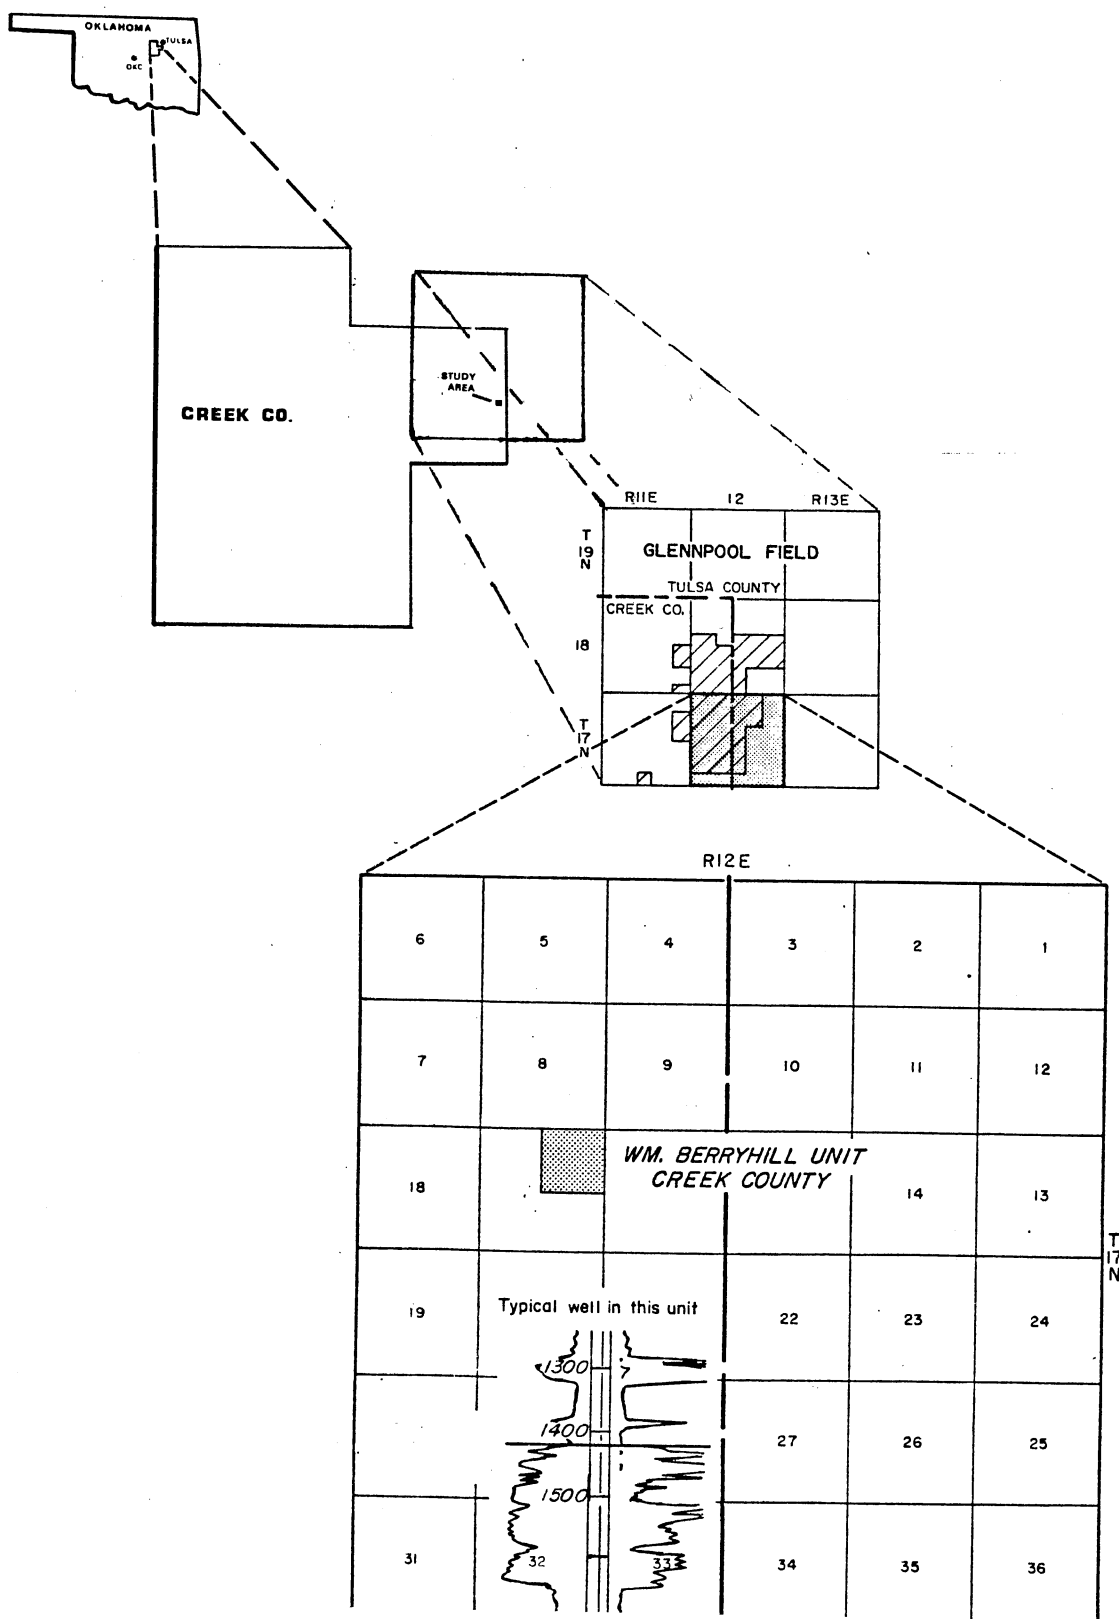 OKLAHOMA
TULSA
OKC
CREEK CO.
STUDY
AREA
R11E 12 R13E
T
19
N
GLENNPOOL FIELD
TULSA COUNTY
CREEK CO.
18
T
17
N
R12E
6 5 4 3 2 1
7 8 9 10 11 12
WM. BERRYHILL UNIT
CREEK COUNTY
18 14 13
T
17
N
19 22 23 24
Typical well in this unit
1300
1400
27 26 25
1500
31 32 33 34 35 36